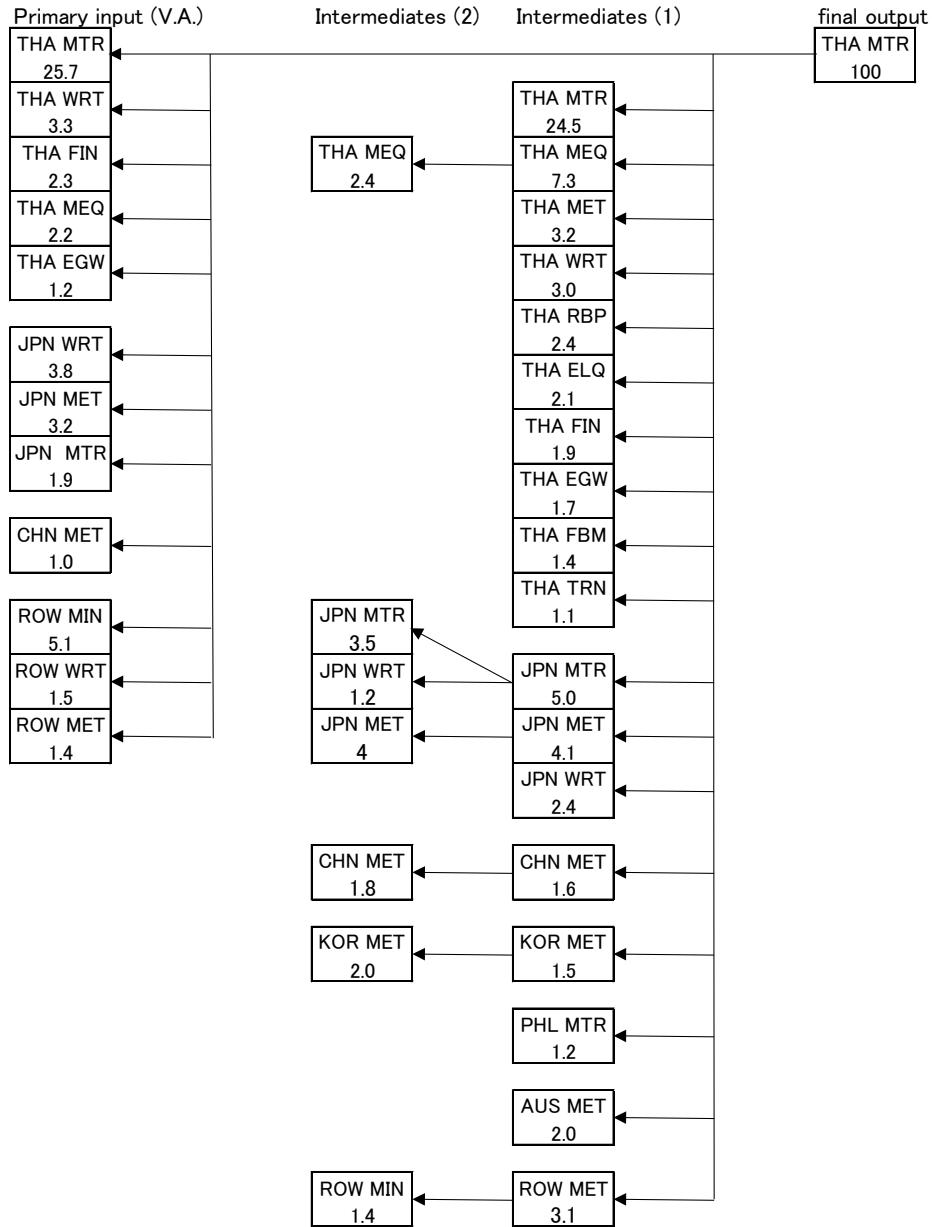 Primary input (V.A.)
Intermediates (2)
Intermediates (1)
final output
THA MTR
25.7
THA WRT
3.3
THA FIN
2.3
THA MEQ
2.2
THA EGW
1.2
JPN WRT
3.8
JPN MET
3.2
JPN MTR
1.9
CHN MET
1.0
ROW MIN
5.1
ROW WRT
1.5
ROW MET
1.4
THA MEQ
2.4
JPN MTR
3.5
JPN WRT
1.2
JPN MET
4
CHN MET
1.8
KOR MET
2.0
ROW MIN
1.4
THA MTR
24.5
THA MEQ
7.3
THA MET
3.2
THA WRT
3.0
THA RBP
2.4
THA ELQ
2.1
THA FIN
1.9
THA EGW
1.7
THA FBM
1.4
THA TRN
1.1
JPN MTR
5.0
JPN MET
4.1
JPN WRT
2.4
CHN MET
1.6
KOR MET
1.5
PHL MTR
1.2
AUS MET
2.0
ROW MET
3.1
THA MTR
100